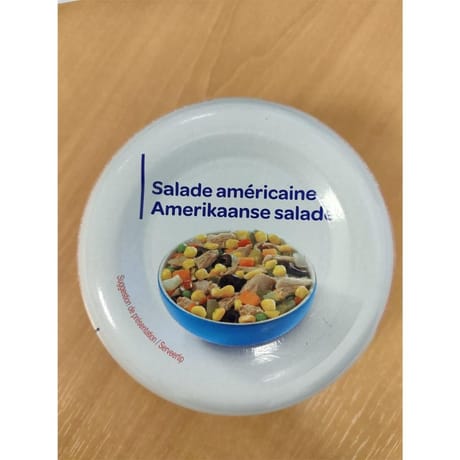 Salade américaine
Amerikaanse salade
Suggestion de présentation / Serveertip